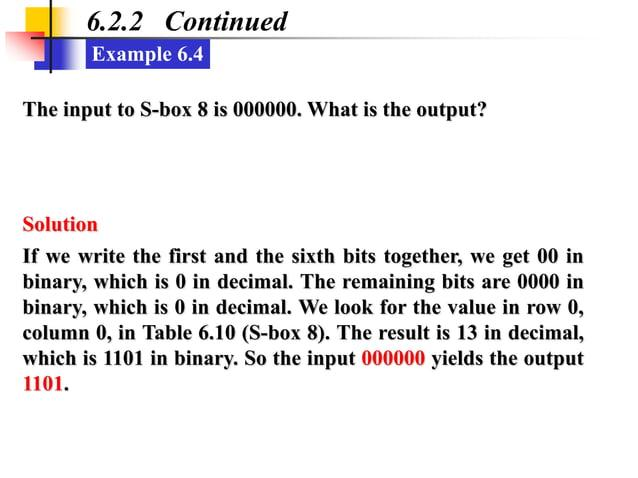 6.2.2 Continued
Example 6.4
The input to S-box 8 is 000000. What is the output?
Solution
If we write the first and the sixth bits together, we get 00 in
binary, which is 0 in decimal. The remaining bits are 0000 in
binary, which is 0 in decimal. We look for the value in row 0,
column 0, in Table 6.10 (S-box 8). The result is 13 in decimal,
which is 1101 in binary. So the input 000000 yields the output
1101.